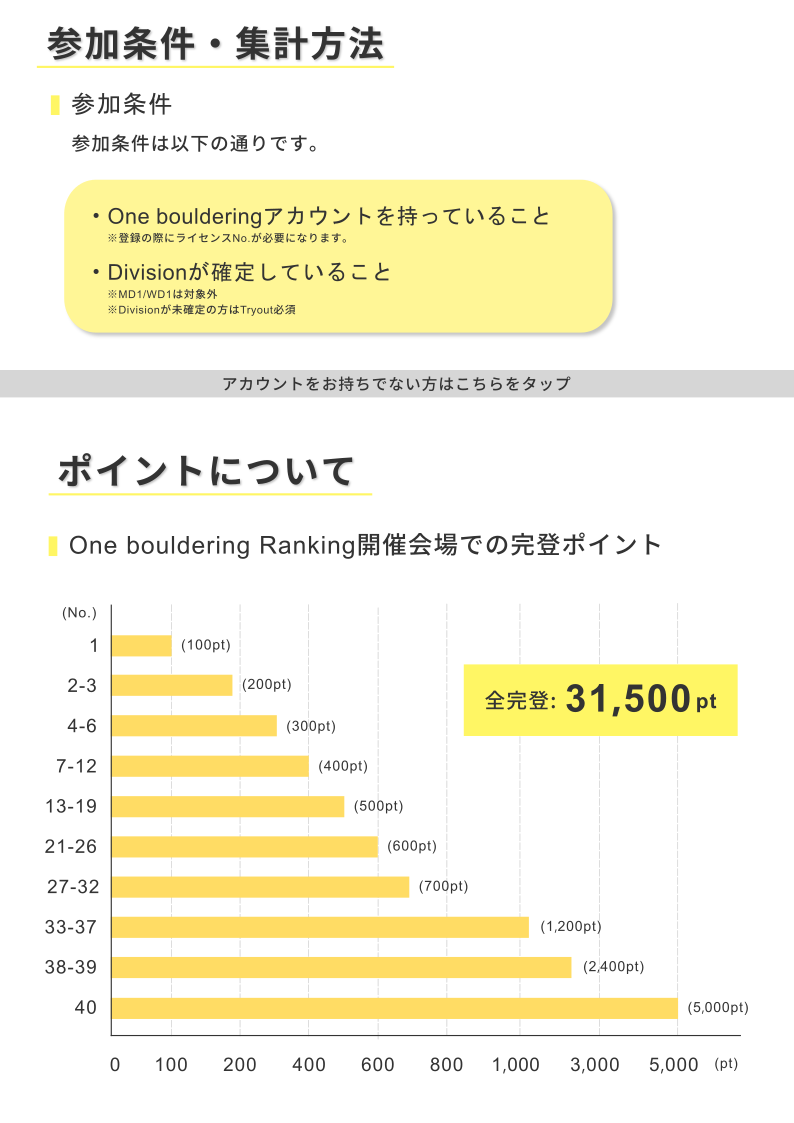 参加条件・集計方法
参加条件
参加条件は以下の通りです。
・One boulderingアカウントを持っていること
※登録の際にライセンスNo.が必要になります。
・Divisionが確定していること
※MD1/WD1は対象外
※Divisionが未確定の方はTryout必須
アカウントをお持ちでない方はこちらをタップ
ポイントについて
One bouldering Ranking開催会場での完登ポイント
(No.)
1 (100pt)
2-3 (200pt)
全完登: 31,500pt
4-6 (300pt)
7-12 (400pt)
13-19 (500pt)
21-26 (600pt)
27-32 (700pt)
33-37 (1,200pt)
38-39 (2,400pt)
40 (5,000pt)
0 100 200 400 600 800 1,000 3,000 5,000 (pt)